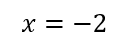 x = −2